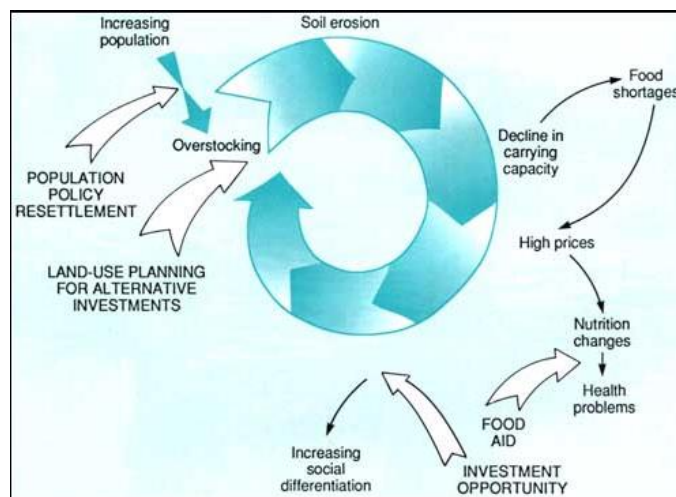 Increasing
population
Soil erosion
Food
shortages
Overstocking
Decline in
carrying
capacity
POPULATION
POLICY
RESETTLEMENT
High prices
LAND-USE PLANNING
FOR ALTERNATIVE
INVESTMENTS
Nutrition
changes
Health
problems
FOOD
AID
Increasing
social
differentiation
INVESTMENT
OPPORTUNITY